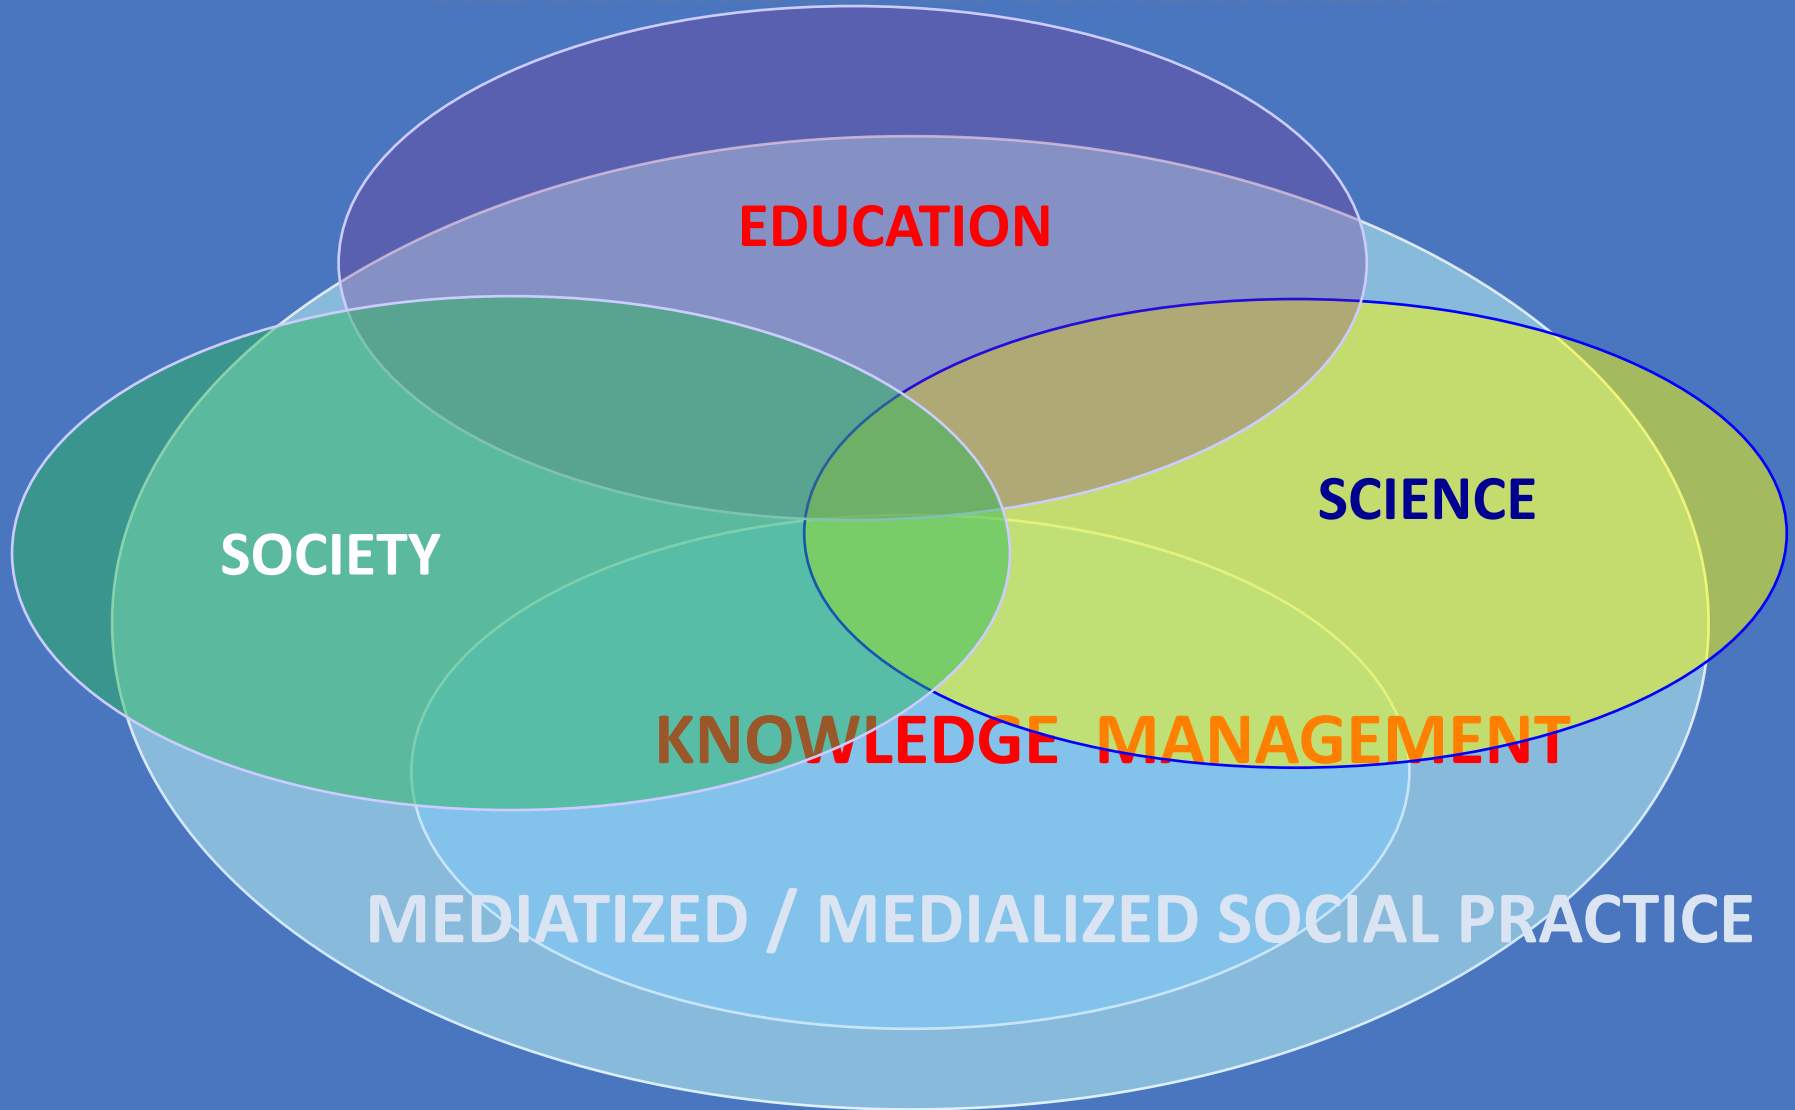 EDUCATION
SCIENCE
SOCIETY
KNOWLEDGE MANAGEMENT
MEDIATIZED / MEDIALIZED SOCIAL PRACTICE